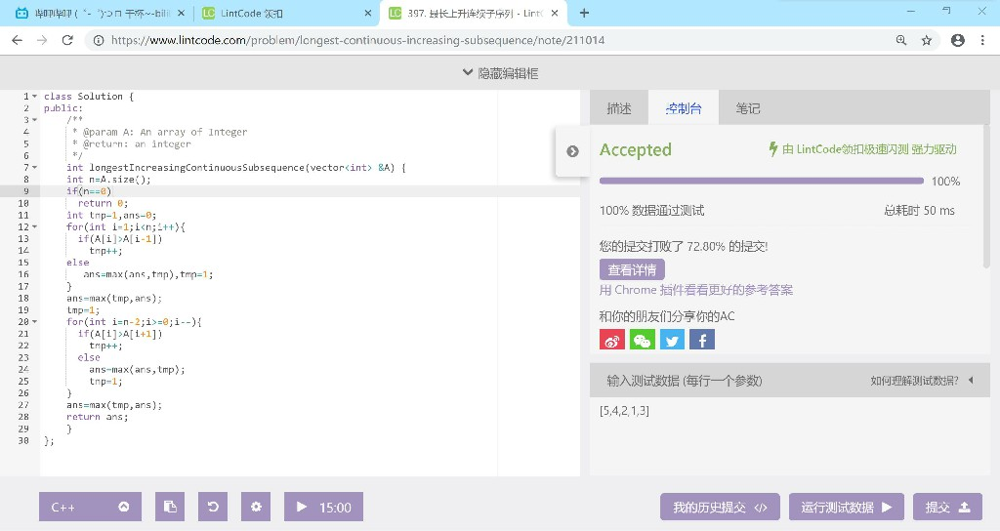 哔哩哔哩 (゜-゜)つロ 干杯~-bili
LintCode 领扣
397. 最长上升连续子序列 - Lint
https://www.lintcode.com/problem/longest-continuous-increasing-subsequence/note/211014
隐藏编辑框
1 class Solution {
2 public:
3 /**
4 * @param A: An array of Integer
5 * @return: an integer
6 */
7 int longestIncreasingContinuousSubsequence(vector<int> &A) {
8 int n=A.size();
9 if(n==0)
10 return 0;
11 int tmp=1,ans=0;
12 for(int i=1;i<n;i++){
13 if(A[i]>A[i-1])
14 tmp++;
15 else
16 ans=max(ans,tmp),tmp=1;
17 }
18 ans=max(tmp,ans);
19 tmp=1;
20 for(int i=n-2;i>=0;i--){
21 if(A[i]>A[i+1])
22 tmp++;
23 else
24 ans=max(ans,tmp);
25 tmp=1;
26 }
27 ans=max(tmp,ans);
28 return ans;
29 }
30 };
描述 控制台 笔记
Accepted
由 LintCode领扣极速闪测 强力驱动
100%
100% 数据通过测试
总耗时 50 ms
您的提交打败了 72.80% 的提交!
查看详情
用 Chrome 插件看看更好的参考答案
和你的朋友们分享你的AC
输入测试数据 (每行一个参数)
如何理解测试数据?
[5,4,2,1,3]
C++
15:00
我的历史提交
运行测试数据
提交